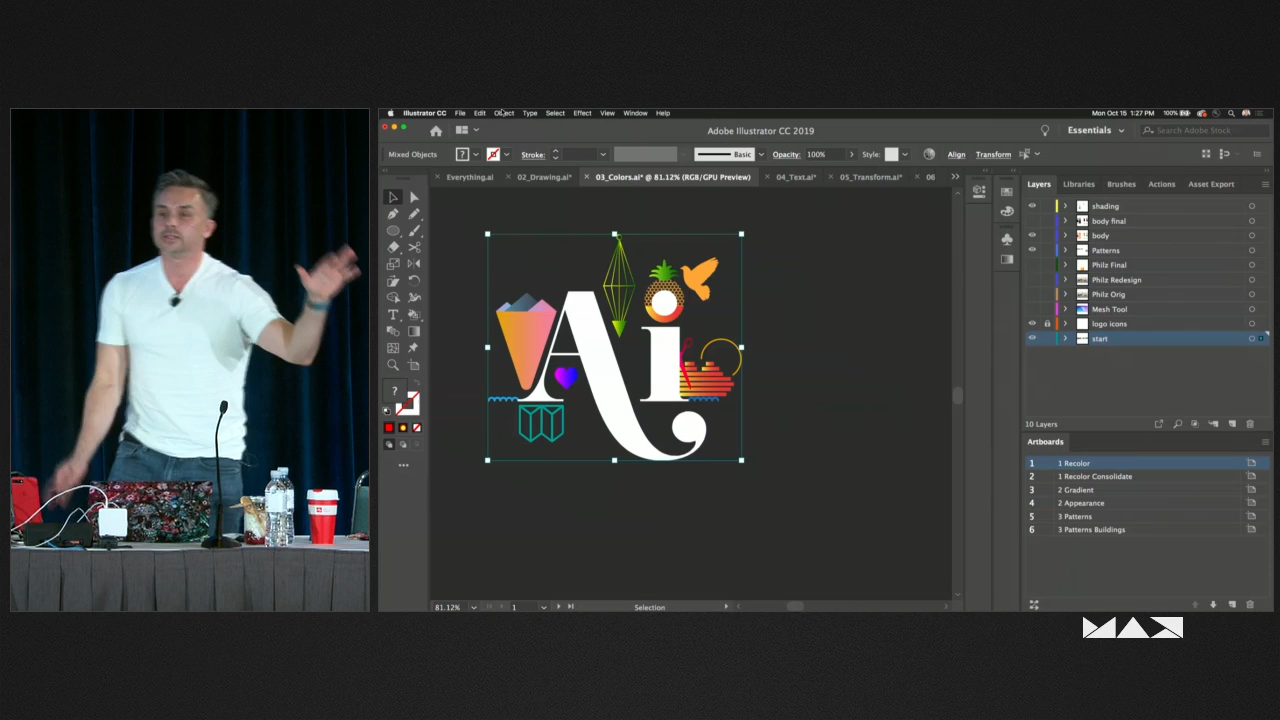 Illustrator CC File Edit Object Type Select Effect View Window Help
Mon Oct 15 1:27 PM 100%
Adobe Illustrator CC 2019
Essentials
Search Adobe Stock
Mixed Objects
?
Stroke:
Basic
Opacity: 100%
Style:
Align
Transform
Everything.ai
02_Drawing.ai*
03_Colors.ai* @ 81.12% (RGB/GPU Preview)
04_Text.ai*
05_Transform.ai*
06
Layers Libraries Brushes Actions Asset Export
shading
body final
body
Patterns
Philz Final
Philz Redesign
Philz Orig
Mesh Tool
logo icons
start
10 Layers
Artboards
1 1 Recolor
2 1 Recolor Consolidate
3 2 Gradient
4 2 Appearance
5 3 Patterns
6 3 Patterns Buildings
Ai
?
81.12%
1
Selection
MAX